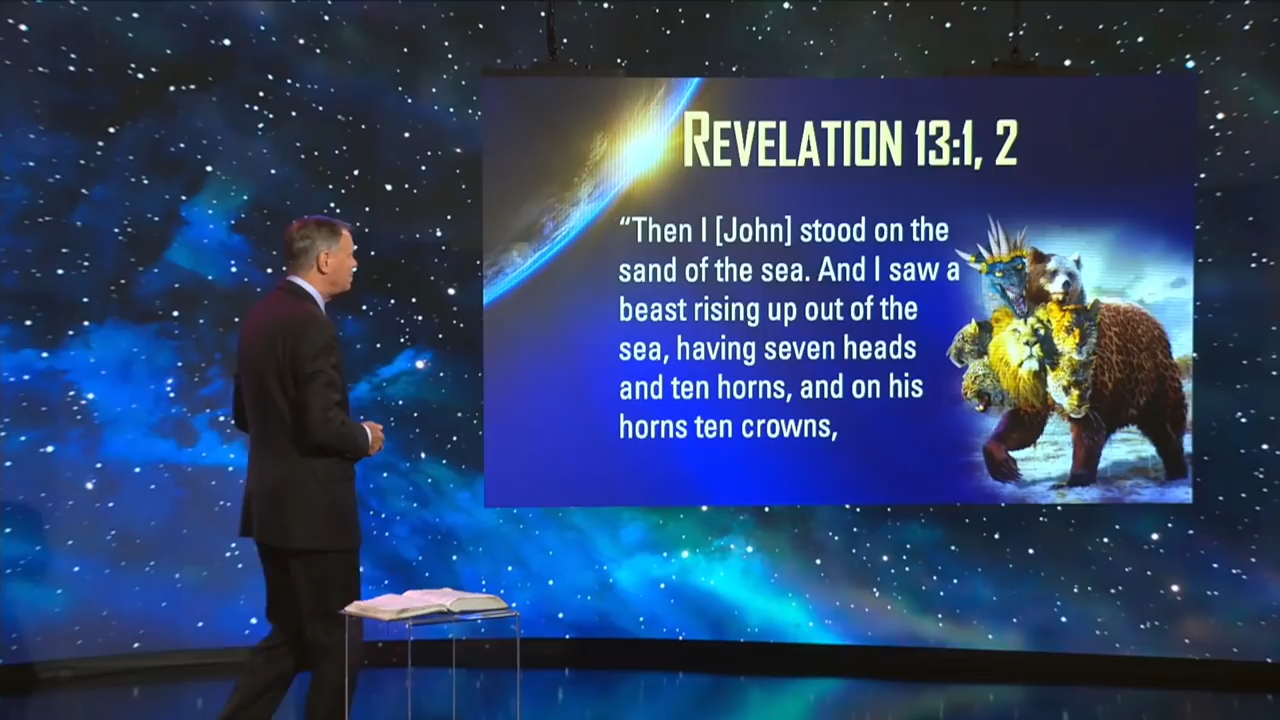 REVELATION 13:1, 2
“Then I [John] stood on the
sand of the sea. And I saw a
beast rising up out of the
sea, having seven heads
and ten horns, and on his
horns ten crowns,